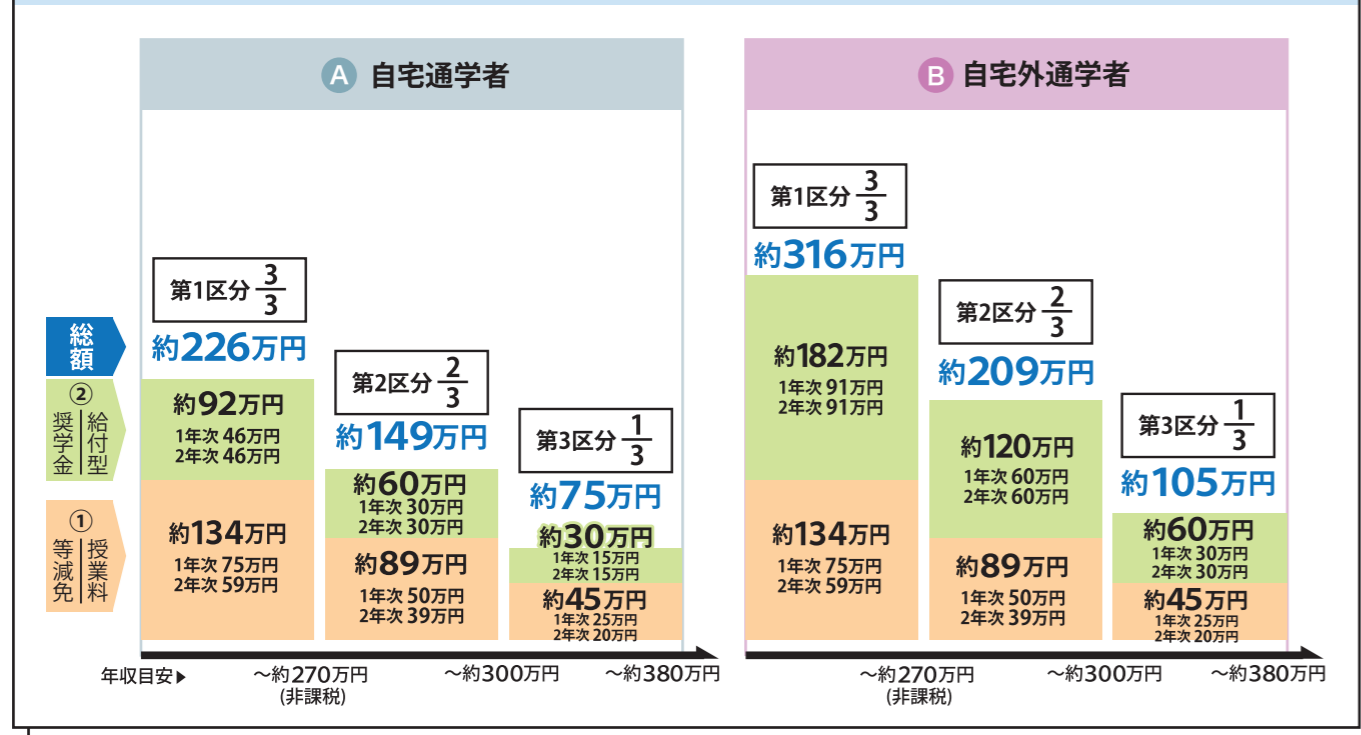 A 自宅通学者
総額
② 給付型奨学金
① 授業料等減免
第1区分 3/3
約226万円
約92万円
1年次 46万円
2年次 46万円
約134万円
1年次 75万円
2年次 59万円
第2区分 2/3
約149万円
約60万円
1年次 30万円
2年次 30万円
約89万円
1年次 50万円
2年次 39万円
第3区分 1/3
約75万円
約30万円
1年次 15万円
2年次 15万円
約45万円
1年次 25万円
2年次 20万円
年収目安▶
～約270万円
(非課税)
～約300万円
～約380万円
B 自宅外通学者
第1区分 3/3
約316万円
約182万円
1年次 91万円
2年次 91万円
約134万円
1年次 75万円
2年次 59万円
第2区分 2/3
約209万円
約120万円
1年次 60万円
2年次 60万円
約89万円
1年次 50万円
2年次 39万円
第3区分 1/3
約105万円
約60万円
1年次 30万円
2年次 30万円
約45万円
1年次 25万円
2年次 20万円
～約270万円
(非課税)
～約300万円
～約380万円